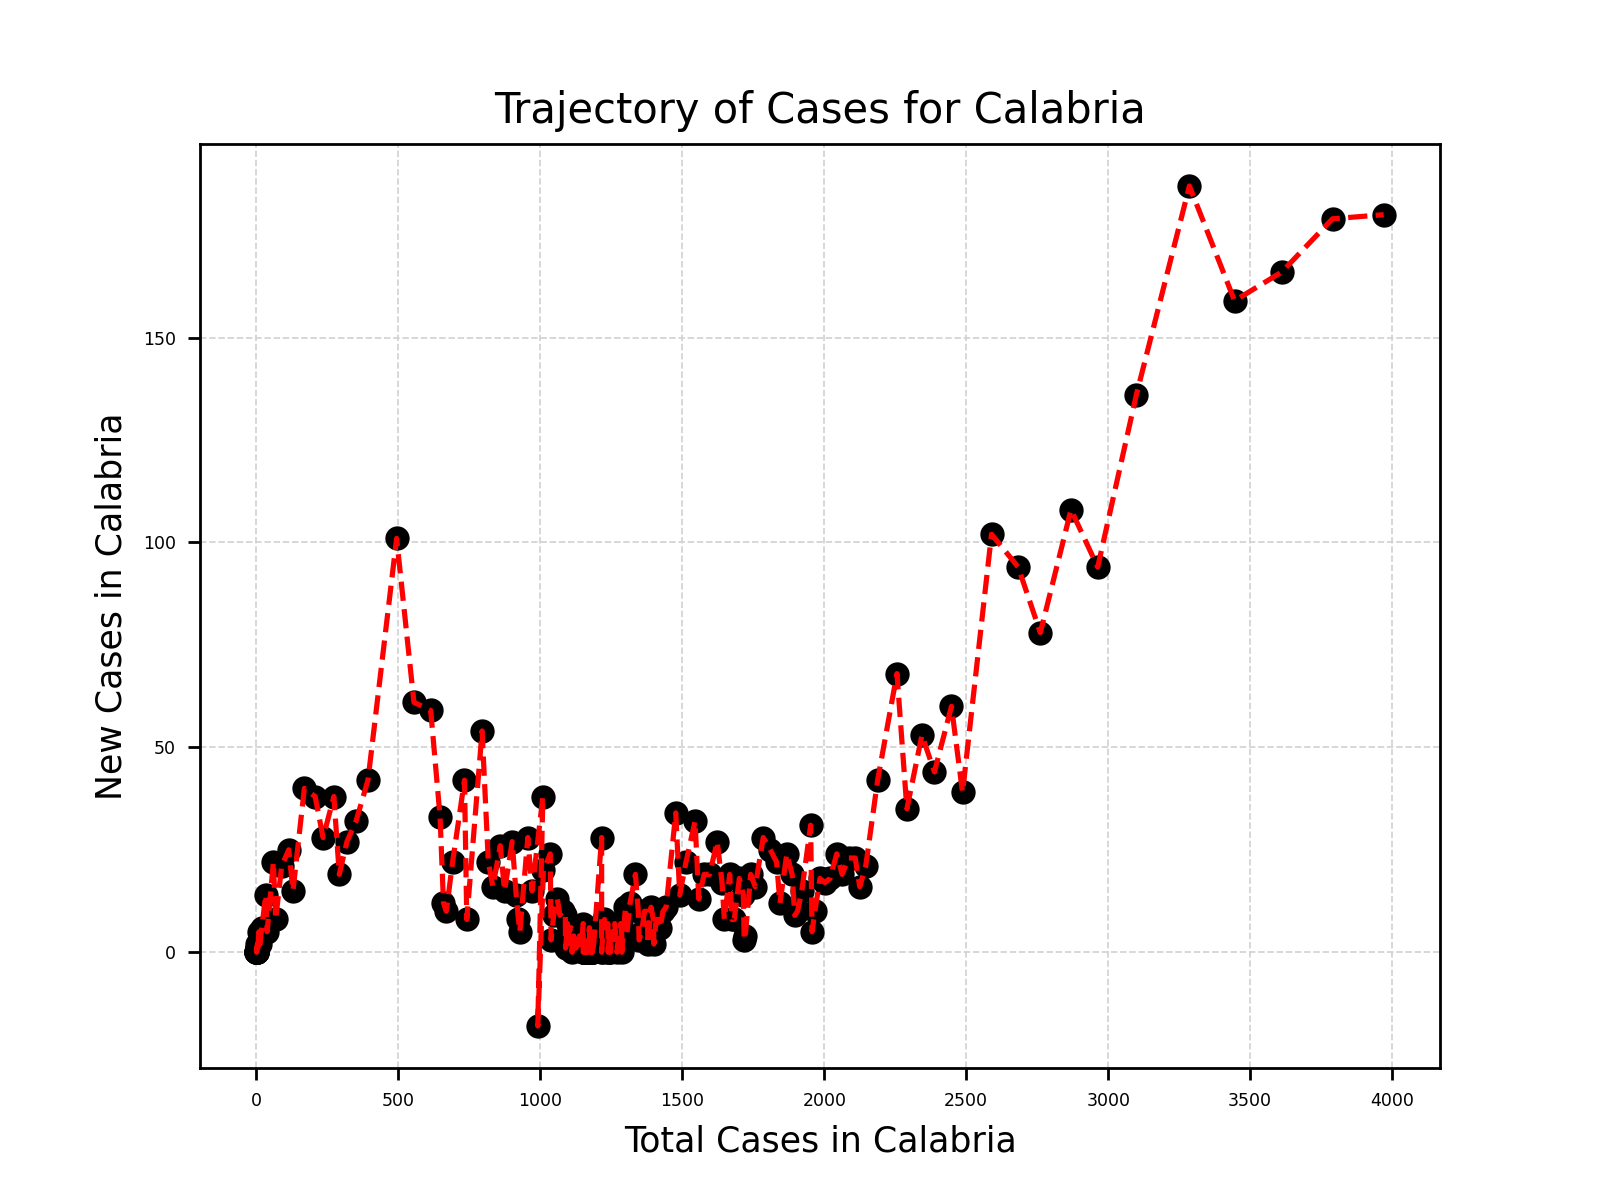 Trajectory of Cases for Calabria
New Cases in Calabria
150
100
50
0
0 500 1000 1500 2000 2500 3000 3500 4000
Total Cases in Calabria